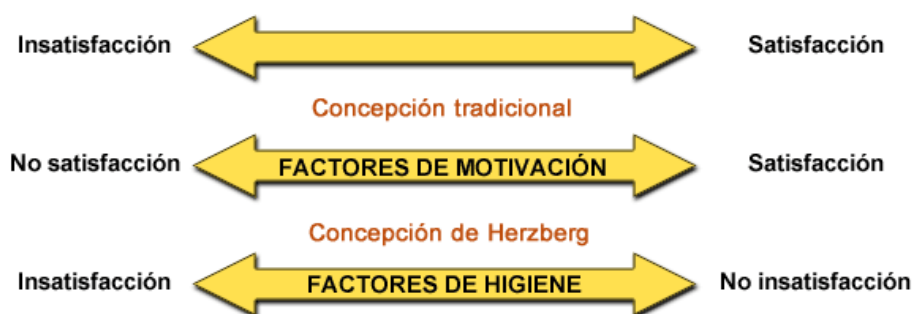 Insatisfacción Satisfacción
Concepción tradicional
No satisfacción FACTORES DE MOTIVACIÓN Satisfacción
Concepción de Herzberg
Insatisfacción FACTORES DE HIGIENE No insatisfacción